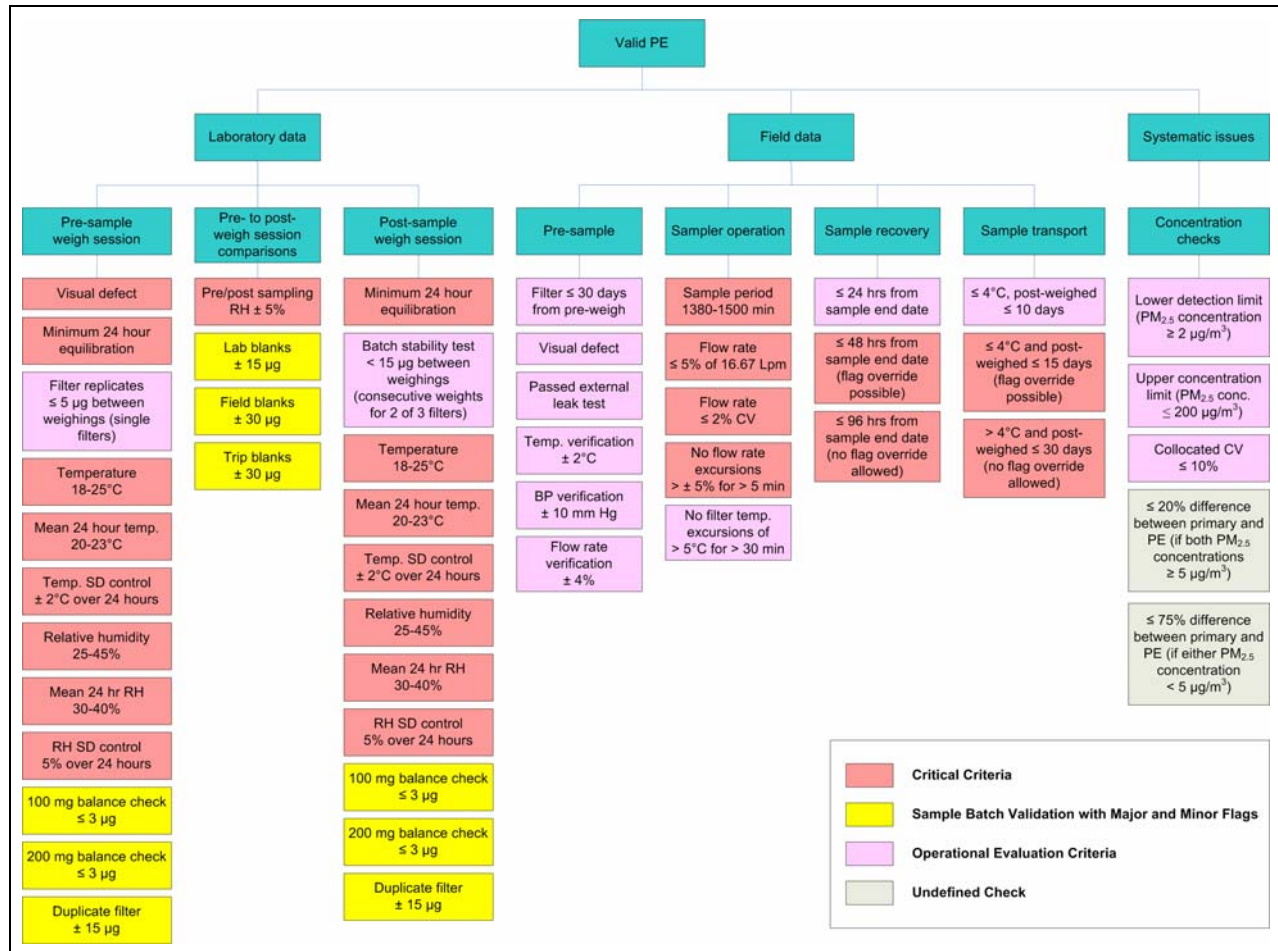 Valid PE
Laboratory data
Field data
Systematic issues
Pre-sample
weigh session
Pre- to post-
weigh session
comparisons
Post-sample
weigh session
Pre-sample
Sampler operation
Sample recovery
Sample transport
Concentration
checks
Visual defect
Minimum 24 hour
equilibration
Filter replicates
≤ 5 µg between
weighings (single
filters)
Temperature
18-25°C
Mean 24 hour temp.
20-23°C
Temp. SD control
± 2°C over 24 hours
Relative humidity
25-45%
Mean 24 hr RH
30-40%
RH SD control
5% over 24 hours
100 mg balance check
≤ 3 µg
200 mg balance check
≤ 3 µg
Duplicate filter
± 15 µg
Pre/post sampling
RH ± 5%
Lab blanks
± 15 µg
Field blanks
± 30 µg
Trip blanks
± 30 µg
Minimum 24 hour
equilibration
Batch stability test
< 15 µg between
weighings
(consecutive weights
for 2 of 3 filters)
Temperature
18-25°C
Mean 24 hour temp.
20-23°C
Temp. SD control
± 2°C over 24 hours
Relative humidity
25-45%
Mean 24 hr RH
30-40%
RH SD control
5% over 24 hours
100 mg balance check
≤ 3 µg
200 mg balance check
≤ 3 µg
Duplicate filter
± 15 µg
Filter ≤ 30 days
from pre-weigh
Visual defect
Passed external
leak test
Temp. verification
± 2°C
BP verification
± 10 mm Hg
Flow rate
verification
± 4%
Sample period
1380-1500 min
Flow rate
≤ 5% of 16.67 Lpm
Flow rate
≤ 2% CV
No flow rate
excursions
> ± 5% for > 5 min
No filter temp.
excursions of
> 5°C for > 30 min
≤ 24 hrs from
sample end date
≤ 48 hrs from
sample end date
(flag override
possible)
≤ 96 hrs from
sample end date
(no flag override
allowed)
≤ 4°C, post-weighed
≤ 10 days
≤ 4°C and post-
weighed ≤ 15 days
(flag override
possible)
> 4°C and post-
weighed ≤ 30 days
(no flag override
allowed)
Lower detection limit
(PM2.5 concentration
≥ 2 µg/m³)
Upper concentration
limit (PM2.5 conc.
≤ 200 µg/m³)
Collocated CV
≤ 10%
≤ 20% difference
between primary and
PE (if both PM2.5
concentrations
≥ 5 µg/m³)
≤ 75% difference
between primary and
PE (if either PM2.5
concentration
< 5 µg/m³)
Critical Criteria
Sample Batch Validation with Major and Minor Flags
Operational Evaluation Criteria
Undefined Check